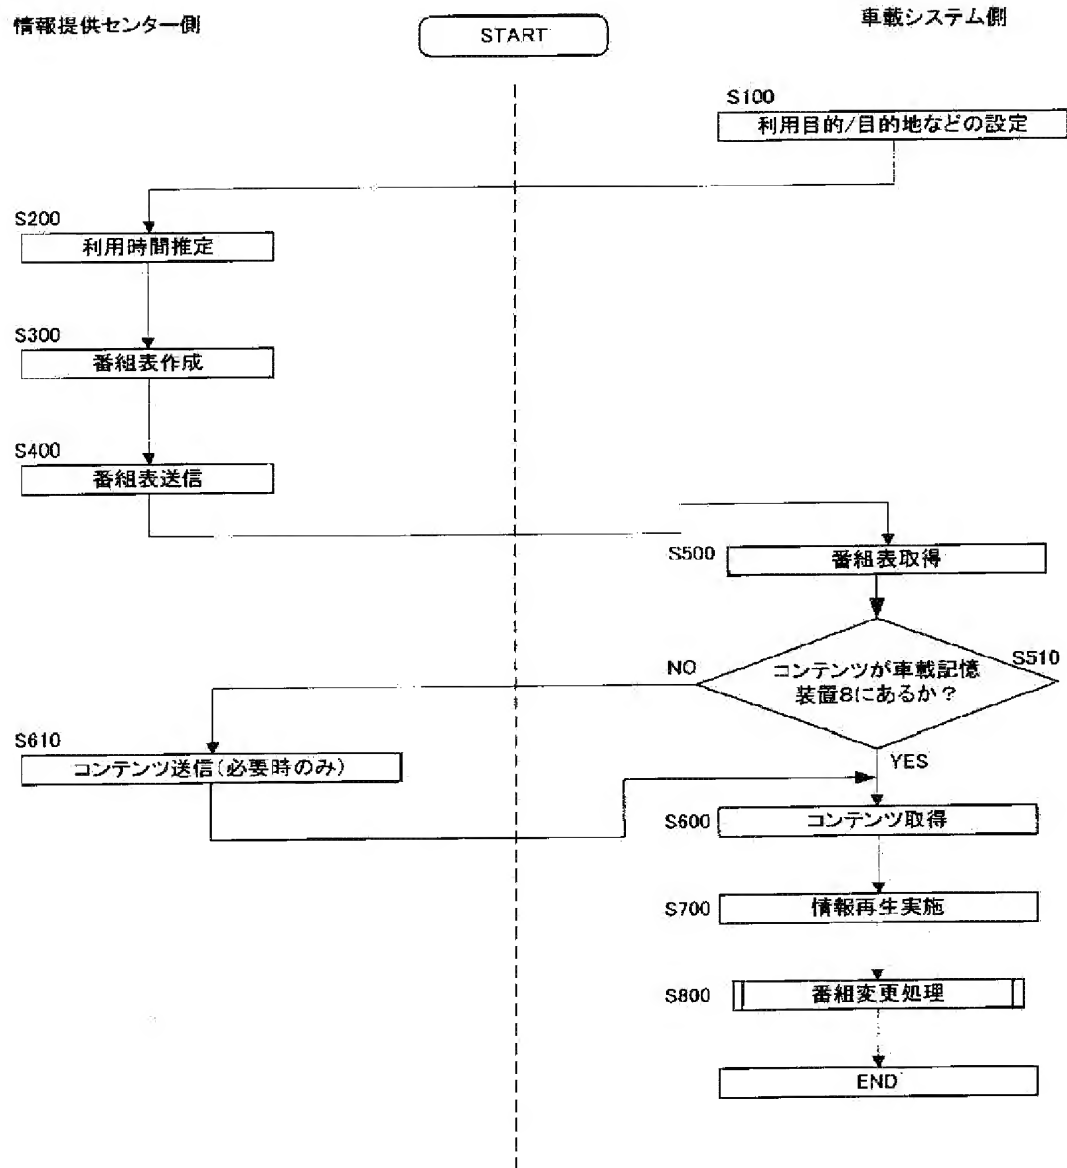 情報提供センター側
START
車載システム側
S100
利用目的/目的地などの設定
S200
利用時間推定
S300
番組表作成
S400
番組表送信
S500
番組表取得
S510
コンテンツが車載記憶
装置8にあるか？
NO
YES
S610
コンテンツ送信(必要時のみ)
S600
コンテンツ取得
S700
情報再生実施
S800
番組変更処理
END